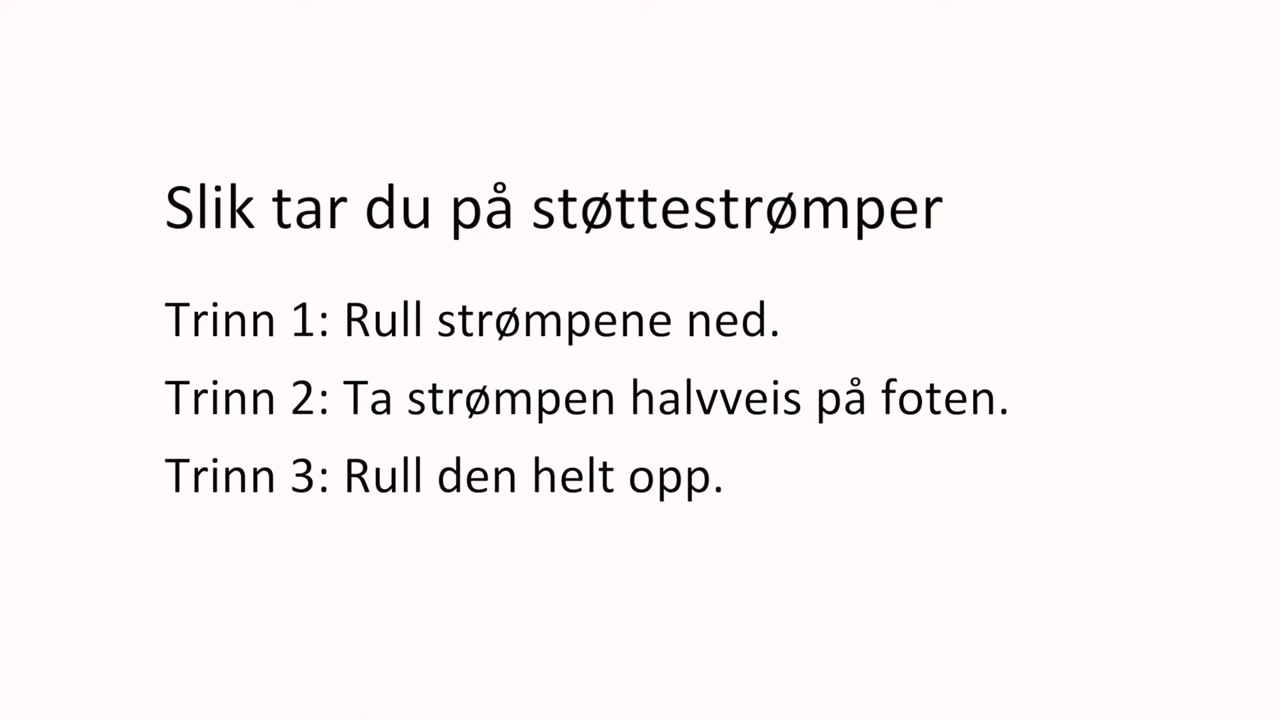 Slik tar du på støttestrømper
Trinn 1: Rull strømpene ned.
Trinn 2: Ta strømpen halvveis på foten.
Trinn 3: Rull den helt opp.